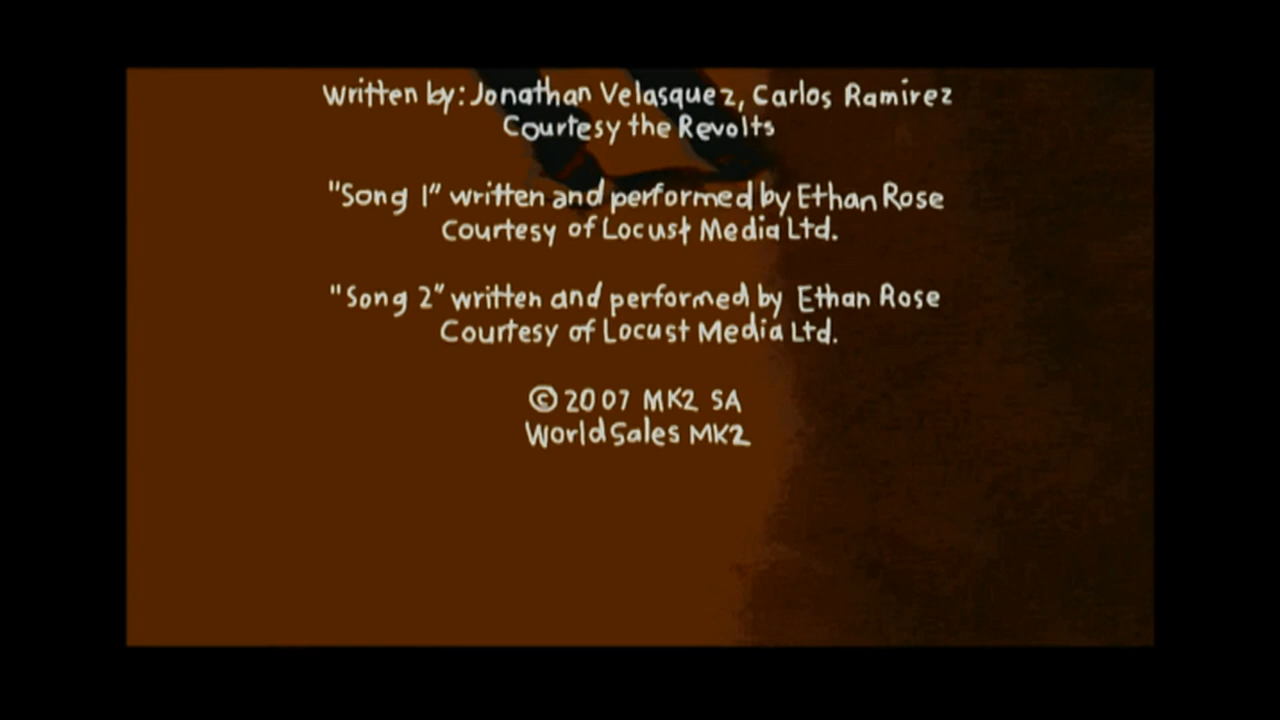 Written by: Jonathan Velasquez, Carlos Ramirez
Courtesy the Revolts
"Song 1" written and performed by Ethan Rose
Courtesy of Locust Media Ltd.
"Song 2" written and performed by Ethan Rose
Courtesy of Locust Media Ltd.
© 2007 MK2 SA
World Sales MK2